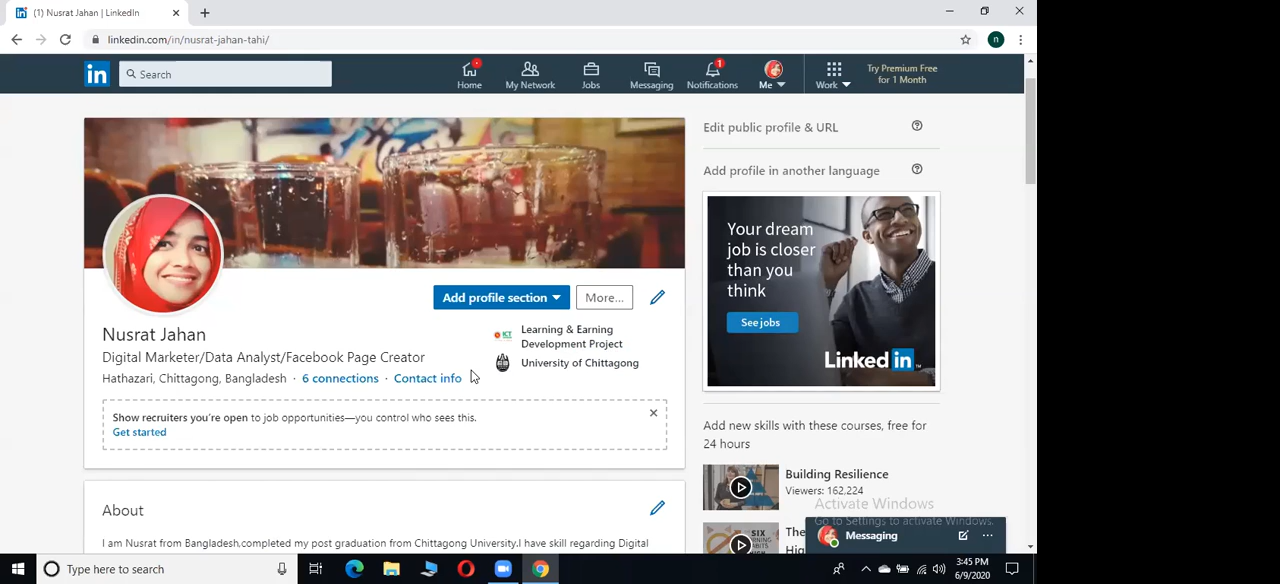 (1) Nusrat Jahan | LinkedIn
linkedin.com/in/nusrat-jahan-tahi/
n
in
Search
Home
My Network
Jobs
Messaging
1
Notifications
Me
Work
Try Premium Free
for 1 Month
Add profile section
More...
Nusrat Jahan
Digital Marketer/Data Analyst/Facebook Page Creator
Hathazari, Chittagong, Bangladesh · 6 connections · Contact info
ICT
Learning & Earning
Development Project
University of Chittagong
Show recruiters you're open to job opportunities—you control who sees this.
Get started
About
I am Nusrat from Bangladesh,completed my post graduation from Chittagong University.I have skill regarding Digital
Edit public profile & URL
Add profile in another language
Your dream
job is closer
than you
think
See jobs
Linked in
Add new skills with these courses, free for
24 hours
Building Resilience
Viewers: 162,224
SIX
The
Activate Windows
Go to Settings to activate Windows.
Messaging
Type here to search
3:45 PM
6/9/2020